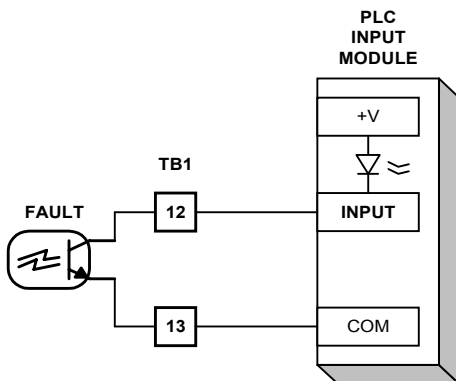 PLC
INPUT
MODULE
+V
TB1
FAULT
12
INPUT
13
COM